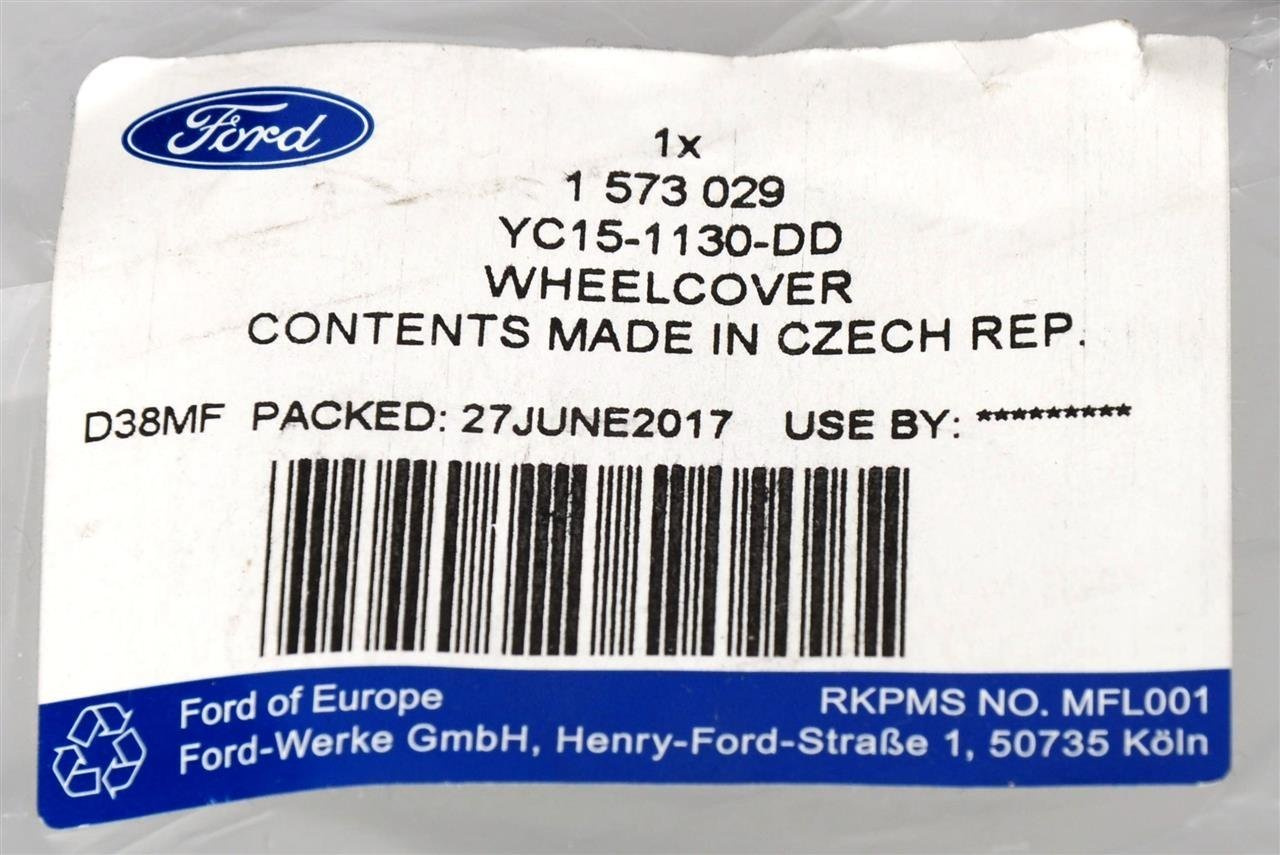 Ford
1x
1 573 029
YC15-1130-DD
WHEELCOVER
CONTENTS MADE IN CZECH REP.
D38MF PACKED: 27JUNE2017 USE BY: *********
Ford of Europe RKPMS NO. MFL001
Ford-Werke GmbH, Henry-Ford-Straße 1, 50735 Köln